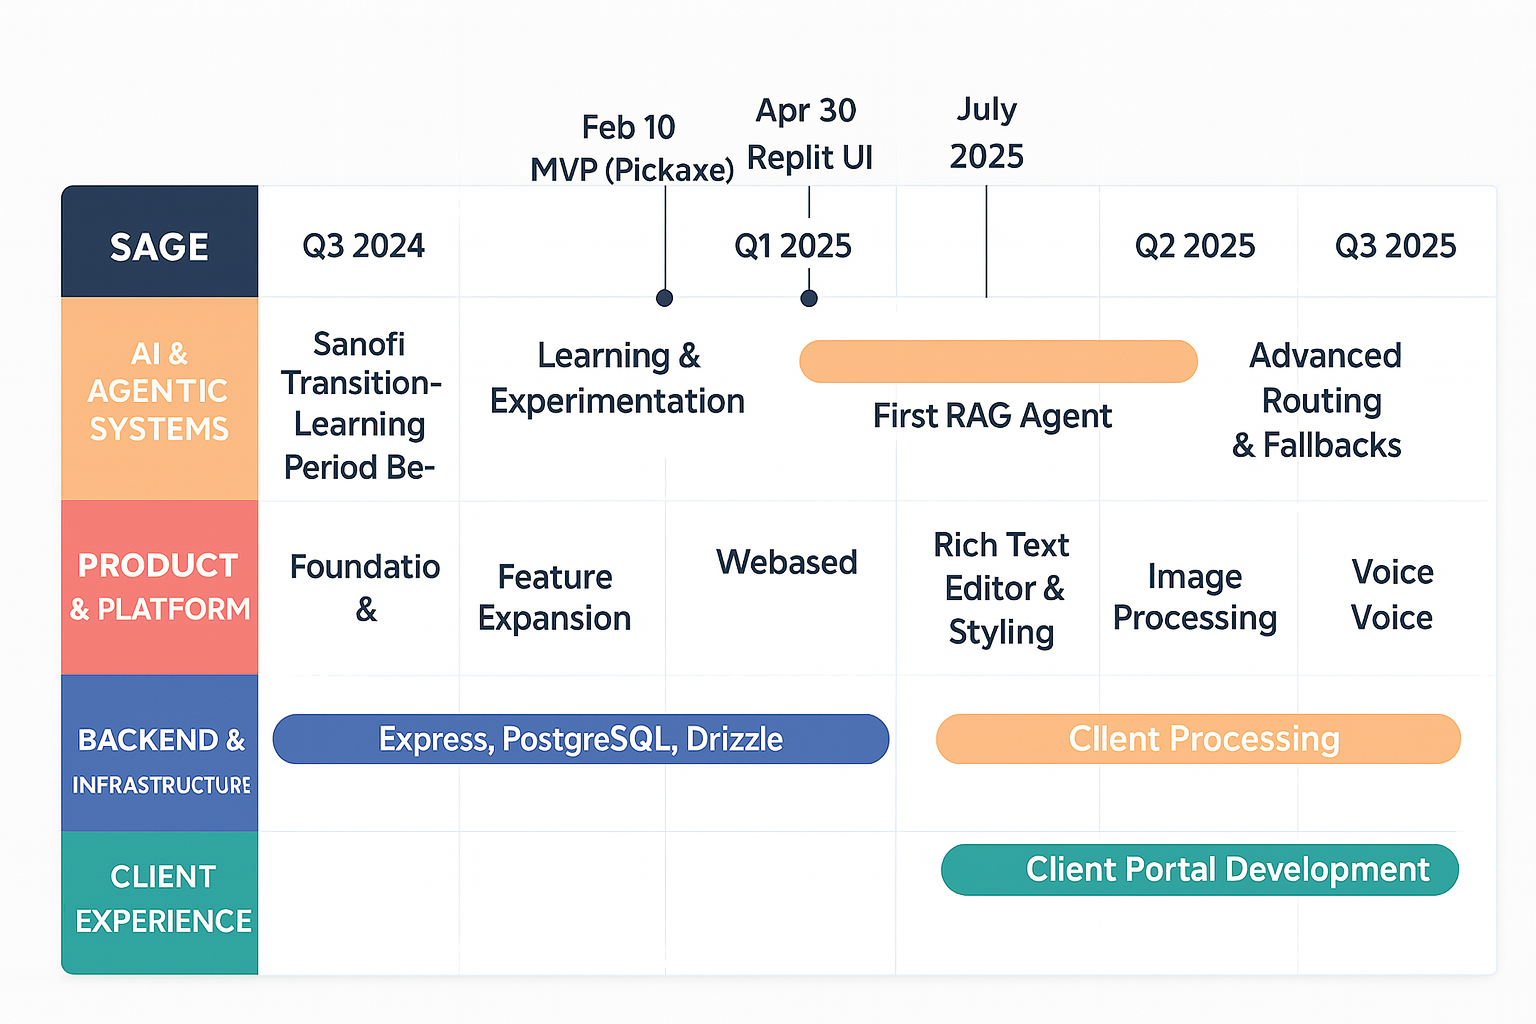 Feb 10
MVP (Pickaxe)
Apr 30
Replit UI
July
2025
SAGE
Q3 2024
Q1 2025
Q2 2025
Q3 2025
AI &
AGENTIC
SYSTEMS
Sanofi
Transition-
Learning
Period Be-
Learning &
Experimentation
First RAG Agent
Advanced
Routing
& Fallbacks
PRODUCT
& PLATFORM
Foundatio
&
Feature
Expansion
Webased
Rich Text
Editor &
Styling
Image
Processing
Voice
Voice
BACKEND &
INFRASTRUCTURE
Express, PostgreSQL, Drizzle
Cllent Processing
CLIENT
EXPERIENCE
Client Portal Development